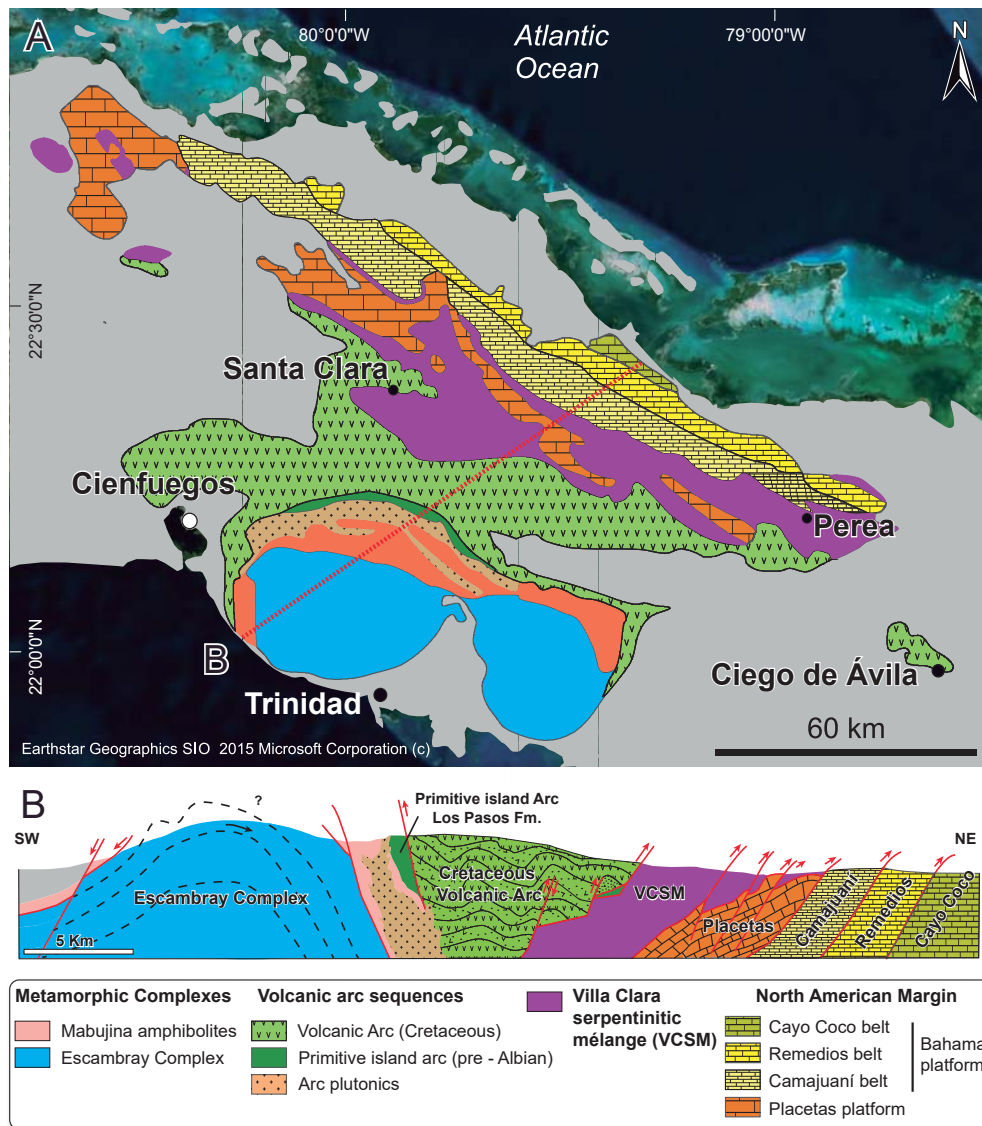 A
80°0'0"W
79°00'0"W
N
Atlantic
Ocean
22°30'0"N
Santa Clara
Cienfuegos
Perea
22°00'0"N
B
Trinidad
Ciego de Ávila
60 km
Earthstar Geographics SIO 2015 Microsoft Corporation (c)
B
SW
?
Primitive island Arc
Los Pasos Fm.
NE
Escambray Complex
Cretaceous
Volcanic Arc
VCSM
Placetas
Camajuaní
Remedios
Cayo Coco
5 Km
Metamorphic Complexes
Mabujina amphibolites
Escambray Complex
Volcanic arc sequences
Volcanic Arc (Cretaceous)
Primitive island arc (pre - Albian)
Arc plutonics
Villa Clara
serpentinitic
mélange (VCSM)
North American Margin
Cayo Coco belt
Remedios belt
Camajuaní belt
Placetas platform
Bahama
platform